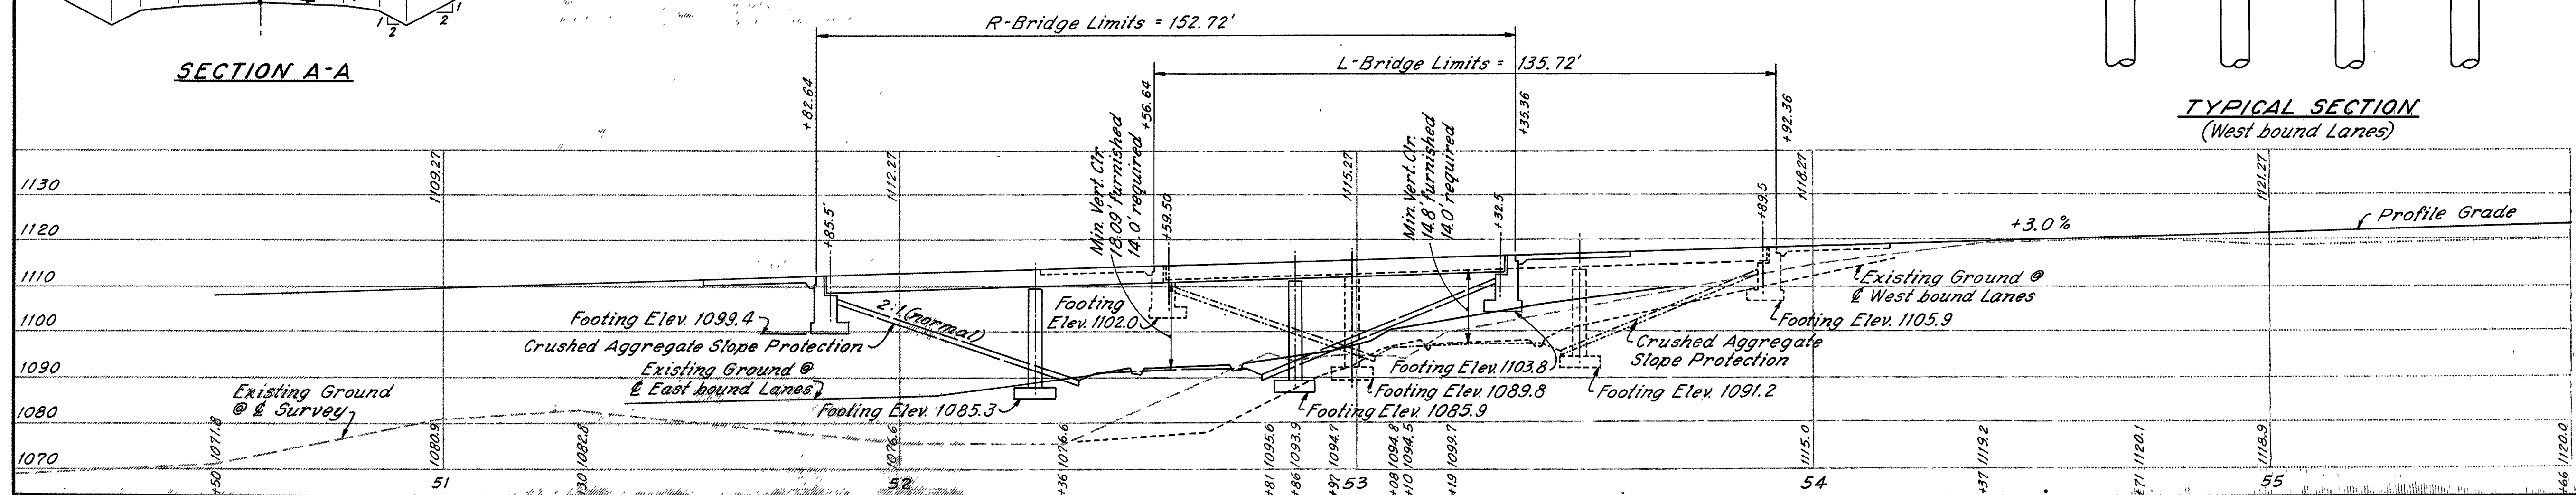 1
2
2
1
SECTION A-A
R-Bridge Limits = 152.72'
L-Bridge Limits = 135.72'
TYPICAL SECTION
(West bound Lanes)
+82.64
+56.64
+35.36
+92.36
Min. Vert. Clr.
18.09' furnished
14.0' required
Min. Vert. Clr.
14.8' furnished
14.0' required
1109.27
1112.27
1115.27
1118.27
1121.27
+85.5'
+59.50
+32.5
+89.5
1130
1120
1110
1100
1090
1080
1070
+3.0%
Profile Grade
Existing Ground @
℄ West bound Lanes
Footing Elev. 1099.4
2:1 (normal)
Crushed Aggregate Slope Protection
Footing
Elev. 1102.0
Footing Elev. 1105.9
Crushed Aggregate
Slope Protection
Existing Ground @
℄ East bound Lanes
Footing Elev. 1103.8
Footing Elev. 1089.8
Footing Elev. 1091.2
Existing Ground
@ ℄ Survey
Footing Elev. 1085.3
Footing Elev. 1085.9
+50 1071.8
1080.9
+30 1082.8
1076.6
+36 1076.6
+81 1095.6
+86 1093.9
+97 1094.7
+08 1094.8
+10 1094.5
+19 1099.7
1115.0
+37 1119.2
+71 1120.1
1118.9
+66 1120.0
51
52
53
54
55